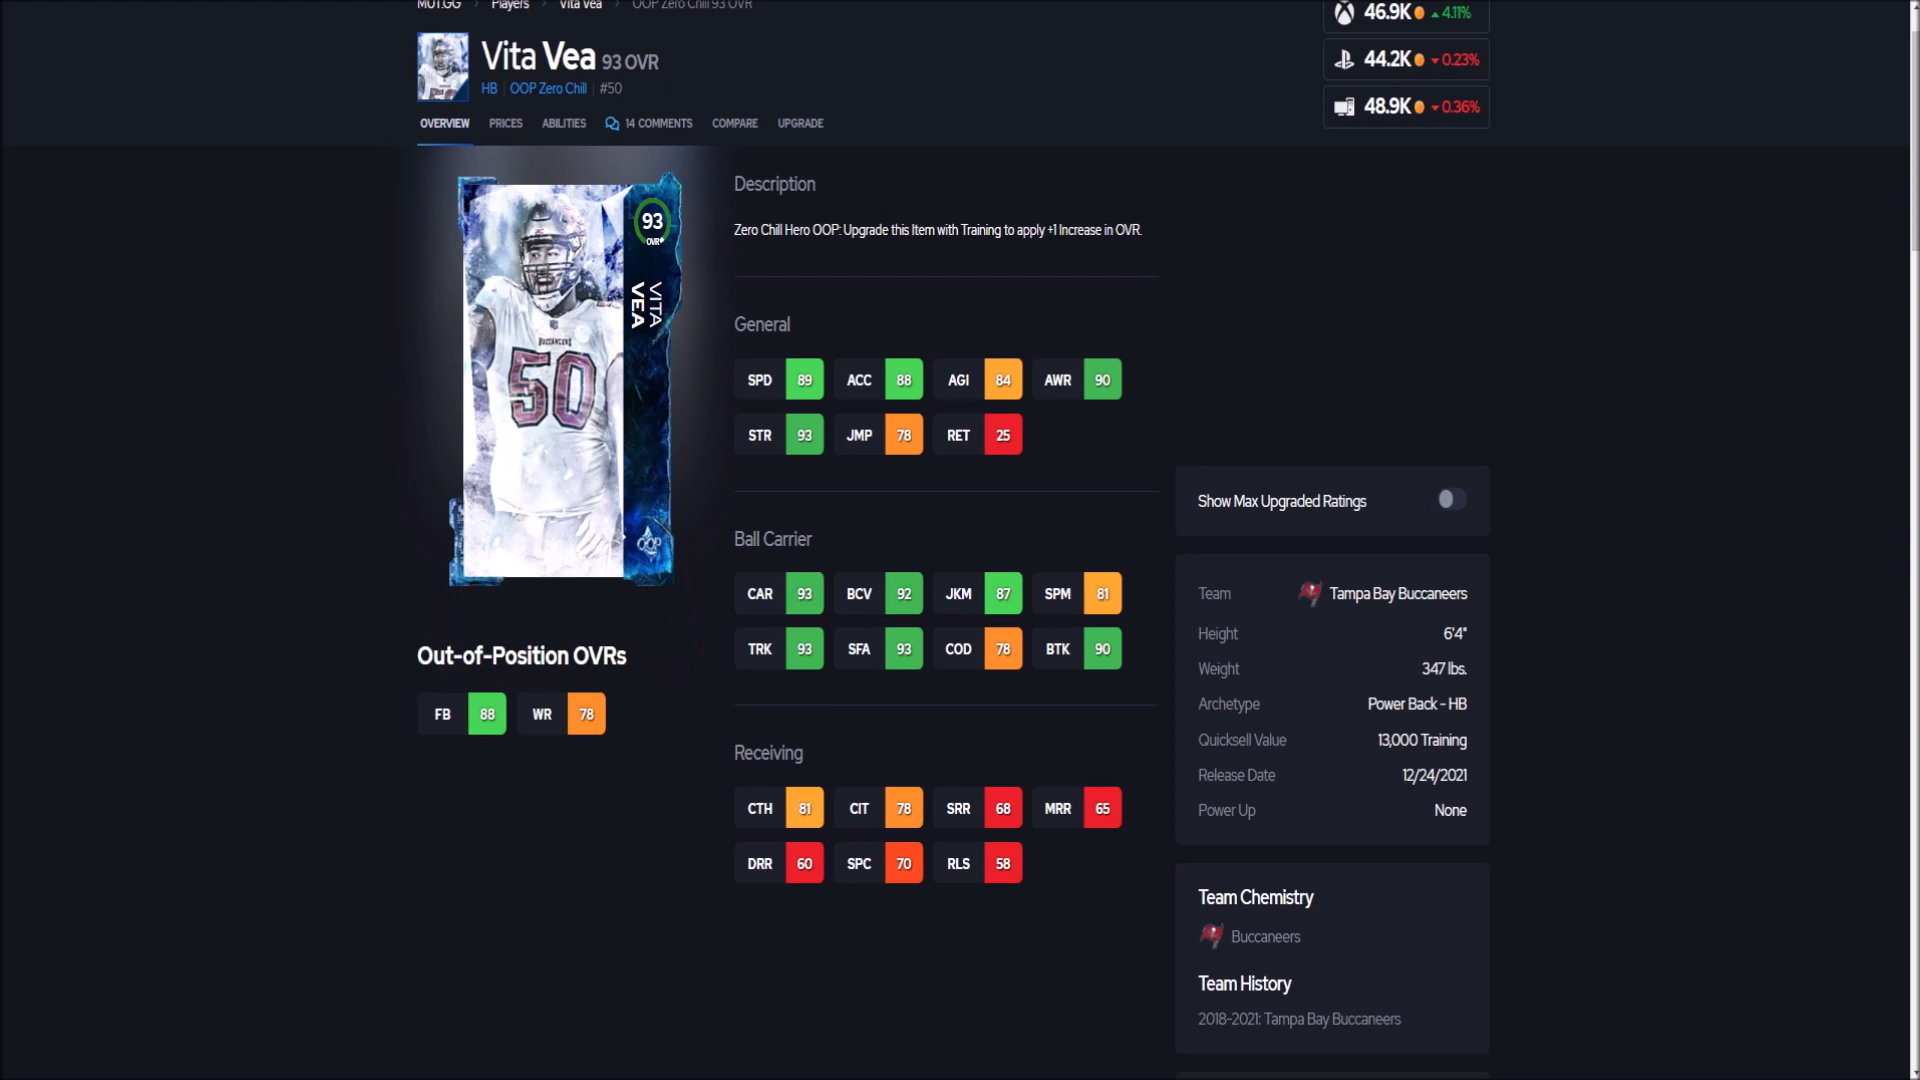 MUT.GG > Players > Vita Vea > OOP Zero Chill 93 OVR
46.9K 4.11%
Vita Vea 93 OVR
44.2K 0.23%
HB OOP Zero Chill #50
48.9K 0.36%
OVERVIEW PRICES ABILITIES 14 COMMENTS COMPARE UPGRADE
Description
93
OVR
Zero Chill Hero OOP: Upgrade this Item with Training to apply +1 Increase in OVR.
VITA
VEA
BUCCANEERS
50
OOP
General
SPD 89 ACC 88 AGI 84 AWR 90
STR 93 JMP 78 RET 25
Show Max Upgraded Ratings
Ball Carrier
CAR 93 BCV 92 JKM 87 SPM 81
TRK 93 SFA 93 COD 78 BTK 90
Team Tampa Bay Buccaneers
Height 6'4"
Weight 347 lbs.
Archetype Power Back - HB
Quicksell Value 13,000 Training
Release Date 12/24/2021
Power Up None
Out-of-Position OVRs
FB 88 WR 78
Receiving
CTH 81 CIT 78 SRR 68 MRR 65
DRR 60 SPC 70 RLS 58
Team Chemistry
Buccaneers
Team History
2018-2021: Tampa Bay Buccaneers